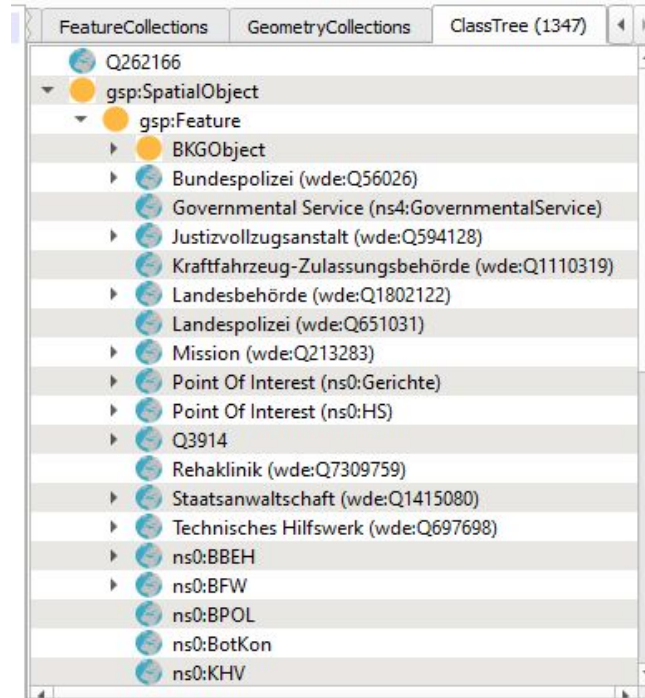 FeatureCollections GeometryCollections ClassTree (1347)
Q262166
gsp:SpatialObject
gsp:Feature
BKGObject
Bundespolizei (wde:Q56026)
Governmental Service (ns4:GovernmentalService)
Justizvollzugsanstalt (wde:Q594128)
Kraftfahrzeug-Zulassungsbehörde (wde:Q1110319)
Landesbehörde (wde:Q1802122)
Landespolizei (wde:Q651031)
Mission (wde:Q213283)
Point Of Interest (ns0:Gerichte)
Point Of Interest (ns0:HS)
Q3914
Rehaklinik (wde:Q7309759)
Staatsanwaltschaft (wde:Q1415080)
Technisches Hilfswerk (wde:Q697698)
ns0:BBEH
ns0:BFW
ns0:BPOL
ns0:BotKon
ns0:KHV